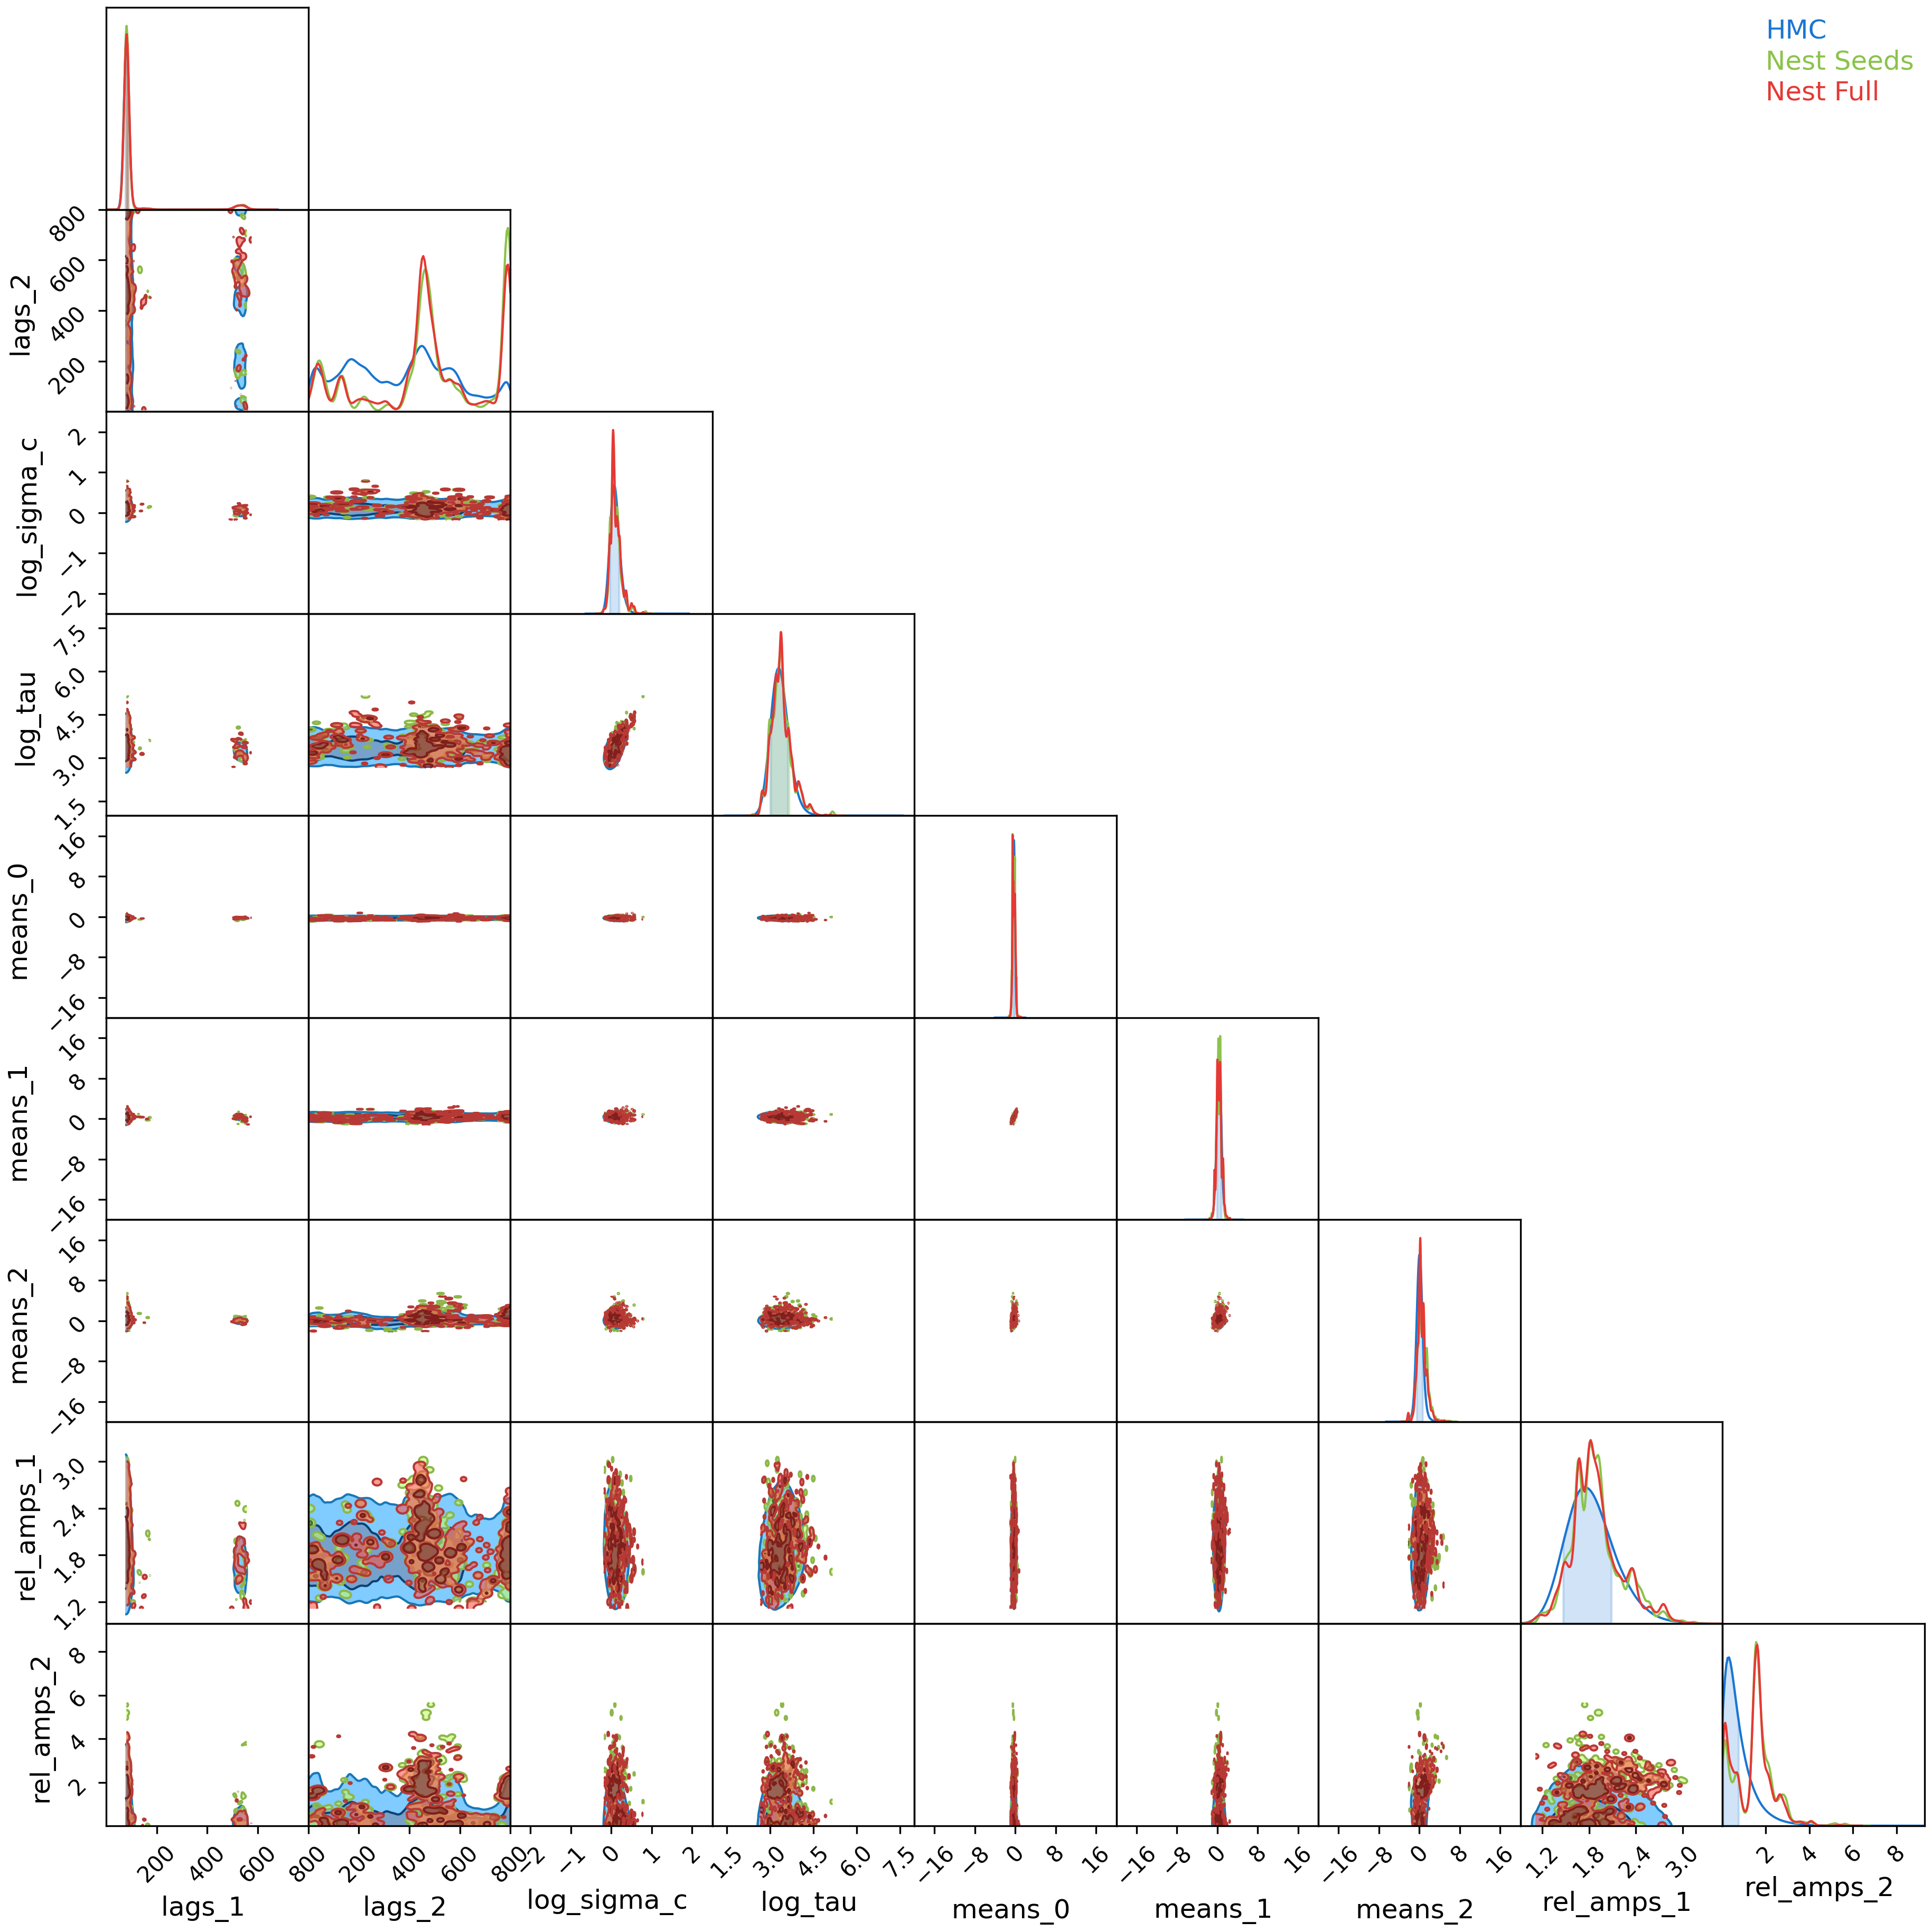 HMC
Nest Seeds
Nest Full
lags_2
800
600
400
200
log_sigma_c
2
1
0
−1
−2
log_tau
7.5
6.0
4.5
3.0
1.5
means_0
16
8
0
−8
−16
means_1
16
8
0
−8
−16
means_2
16
8
0
−8
−16
rel_amps_1
3.0
2.4
1.8
1.2
rel_amps_2
8
6
4
2
200 400 600 800
200 400 600 800
−2 −1 0 1 2
1.5 3.0 4.5 6.0 7.5
−16 −8 0 8 16
−16 −8 0 8 16
−16 −8 0 8 16
1.2 1.8 2.4 3.0
2 4 6 8
lags_1 lags_2 log_sigma_c log_tau means_0 means_1 means_2 rel_amps_1 rel_amps_2